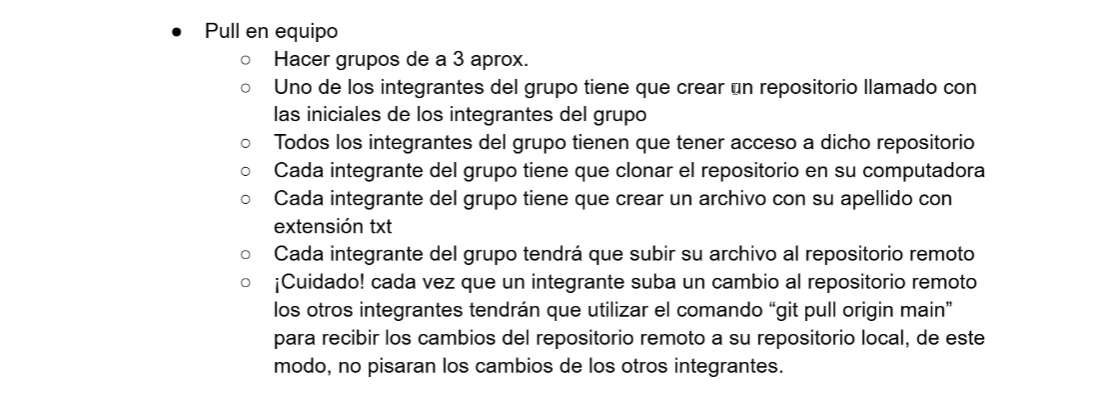 ● Pull en equipo
○ Hacer grupos de a 3 aprox.
○ Uno de los integrantes del grupo tiene que crear un repositorio llamado con
las iniciales de los integrantes del grupo
○ Todos los integrantes del grupo tienen que tener acceso a dicho repositorio
○ Cada integrante del grupo tiene que clonar el repositorio en su computadora
○ Cada integrante del grupo tiene que crear un archivo con su apellido con
extensión txt
○ Cada integrante del grupo tendrá que subir su archivo al repositorio remoto
○ ¡Cuidado! cada vez que un integrante suba un cambio al repositorio remoto
los otros integrantes tendrán que utilizar el comando “git pull origin main”
para recibir los cambios del repositorio remoto a su repositorio local, de este
modo, no pisaran los cambios de los otros integrantes.